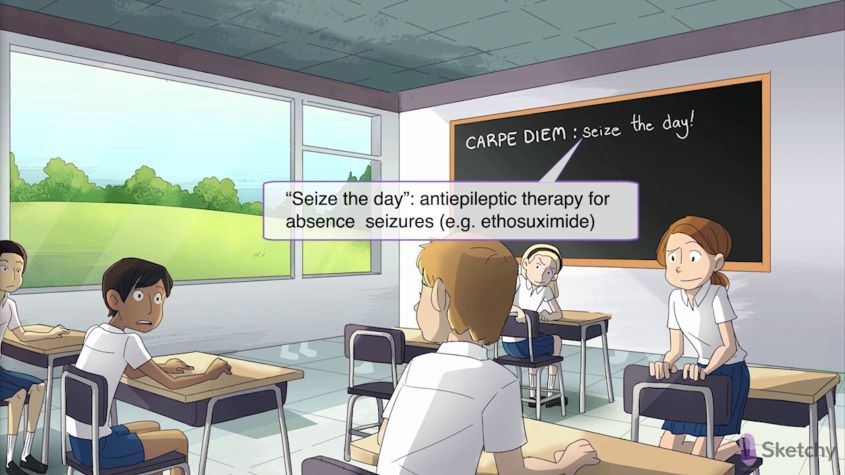 CARPE DIEM : seize the day!
“Seize the day”: antiepileptic therapy for
absence seizures (e.g. ethosuximide)
Sketchy